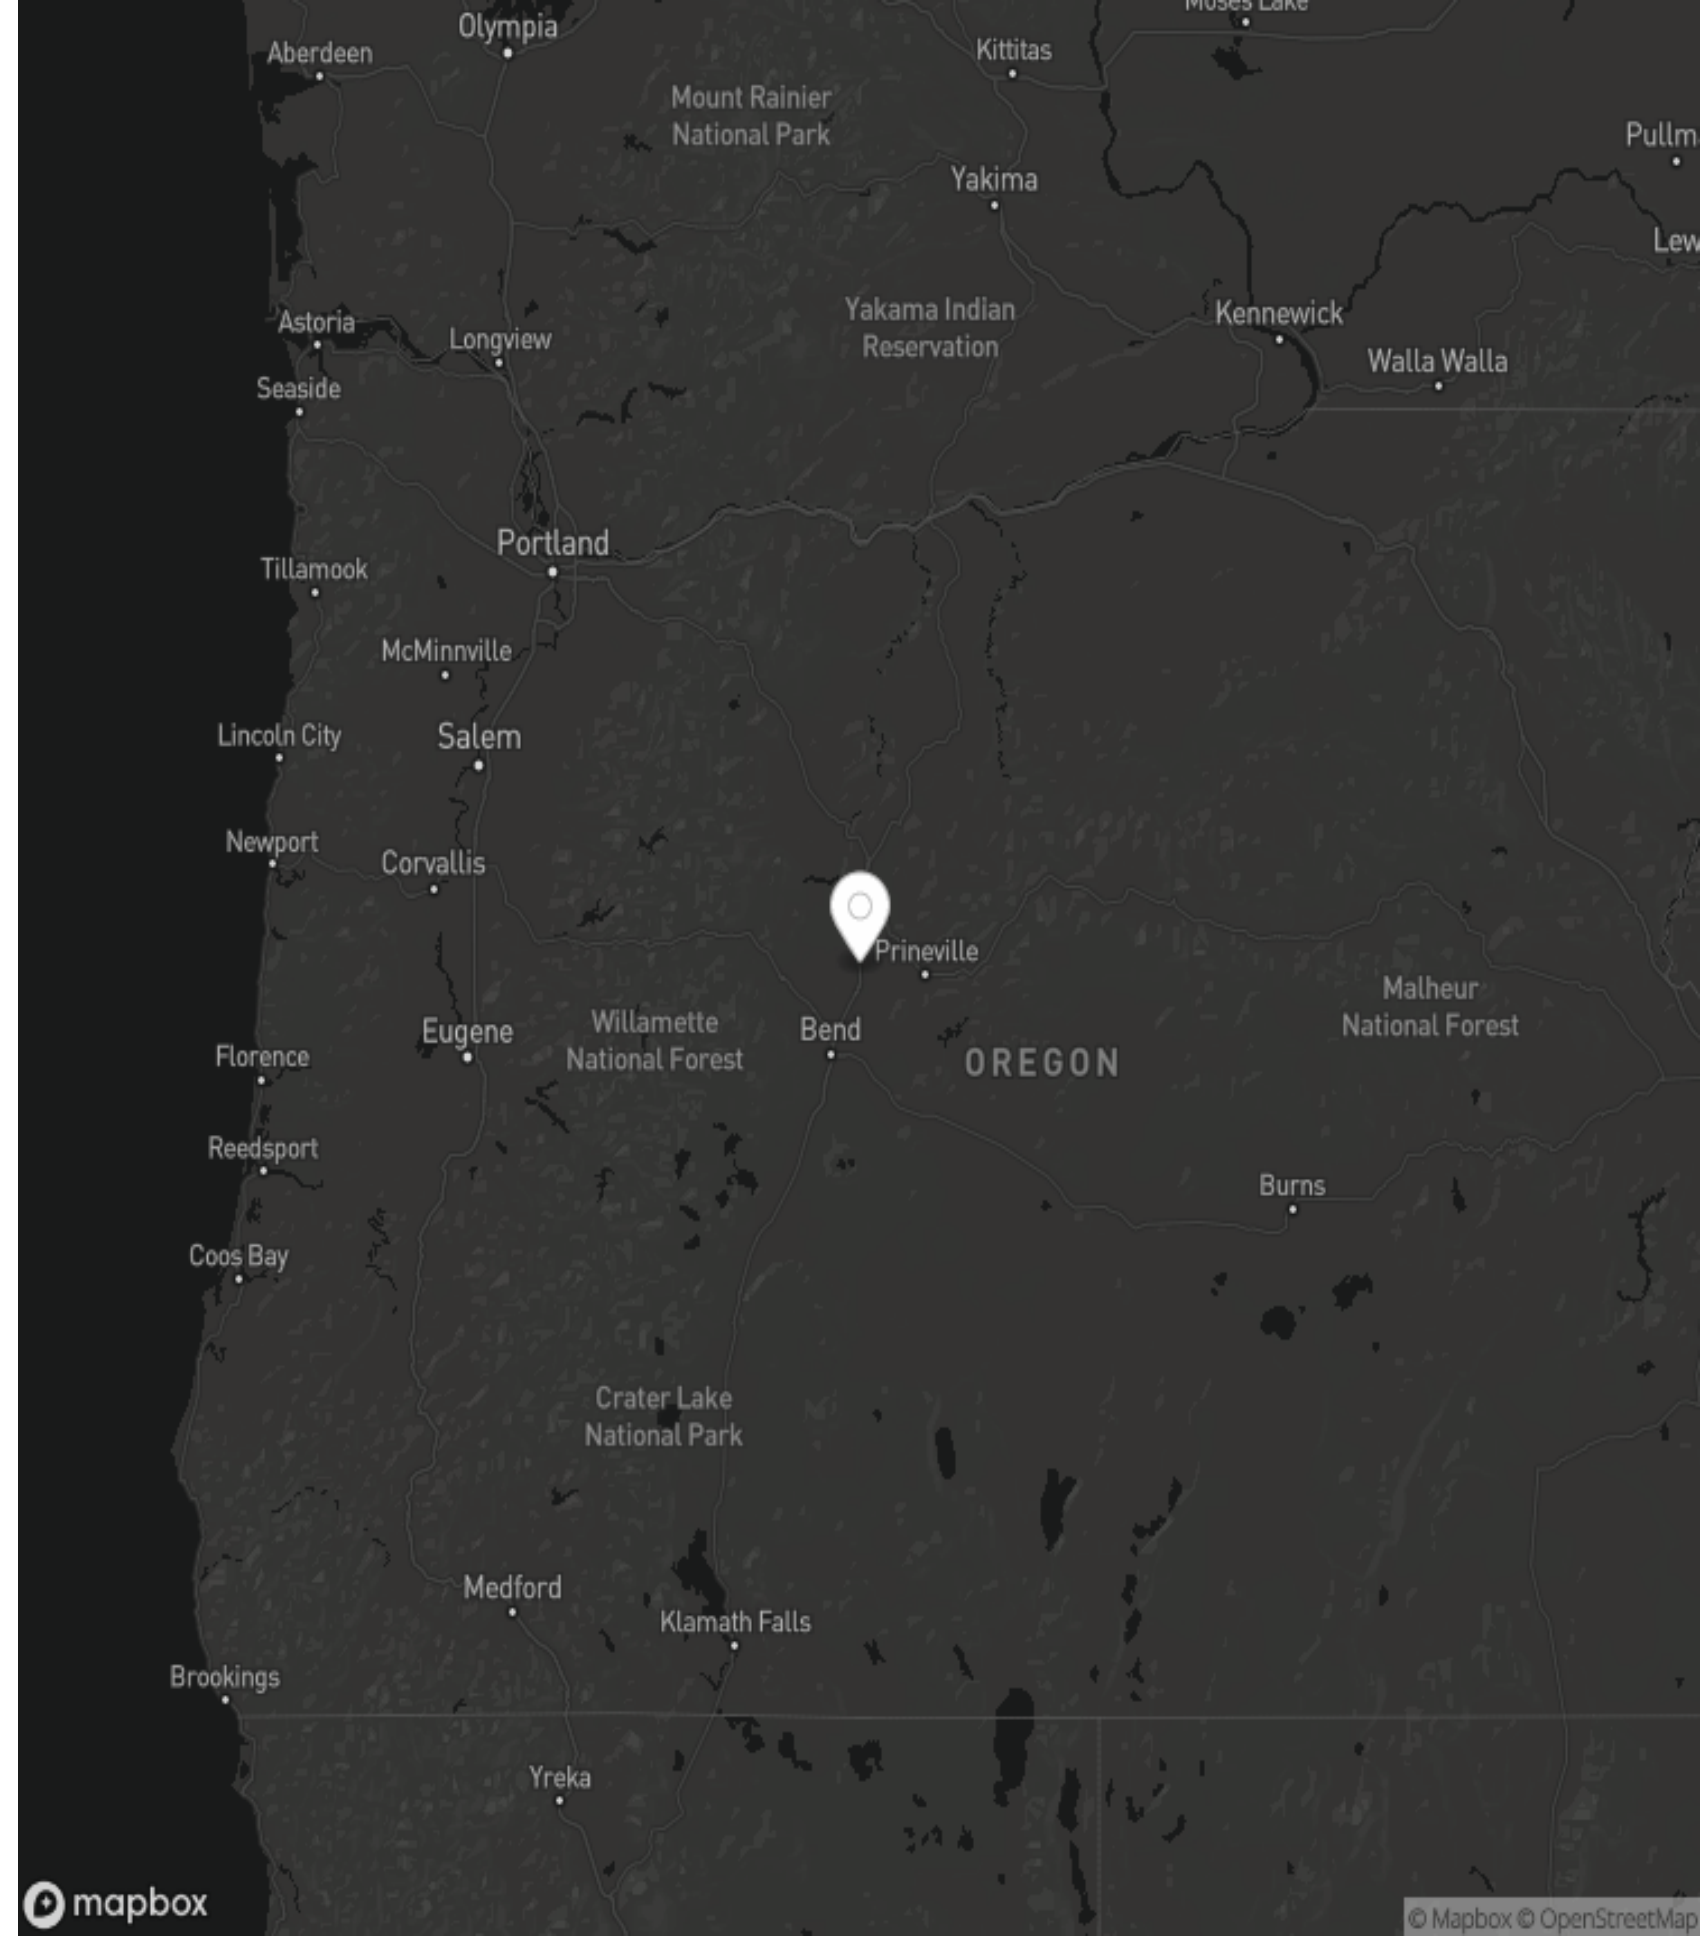 Moses Lake
Olympia
Aberdeen
Kittitas
Mount Rainier
National Park
Pullm
Yakima
Lew
Yakama Indian
Reservation
Kennewick
Astoria
Longview
Walla Walla
Seaside
Portland
Tillamook
McMinnville
Lincoln City
Salem
Newport
Corvallis
Prineville
Malheur
National Forest
Willamette
National Forest
Bend
Eugene
Florence
OREGON
Reedsport
Burns
Coos Bay
Crater Lake
National Park
Medford
Klamath Falls
Brookings
Yreka
mapbox
© Mapbox © OpenStreetMap